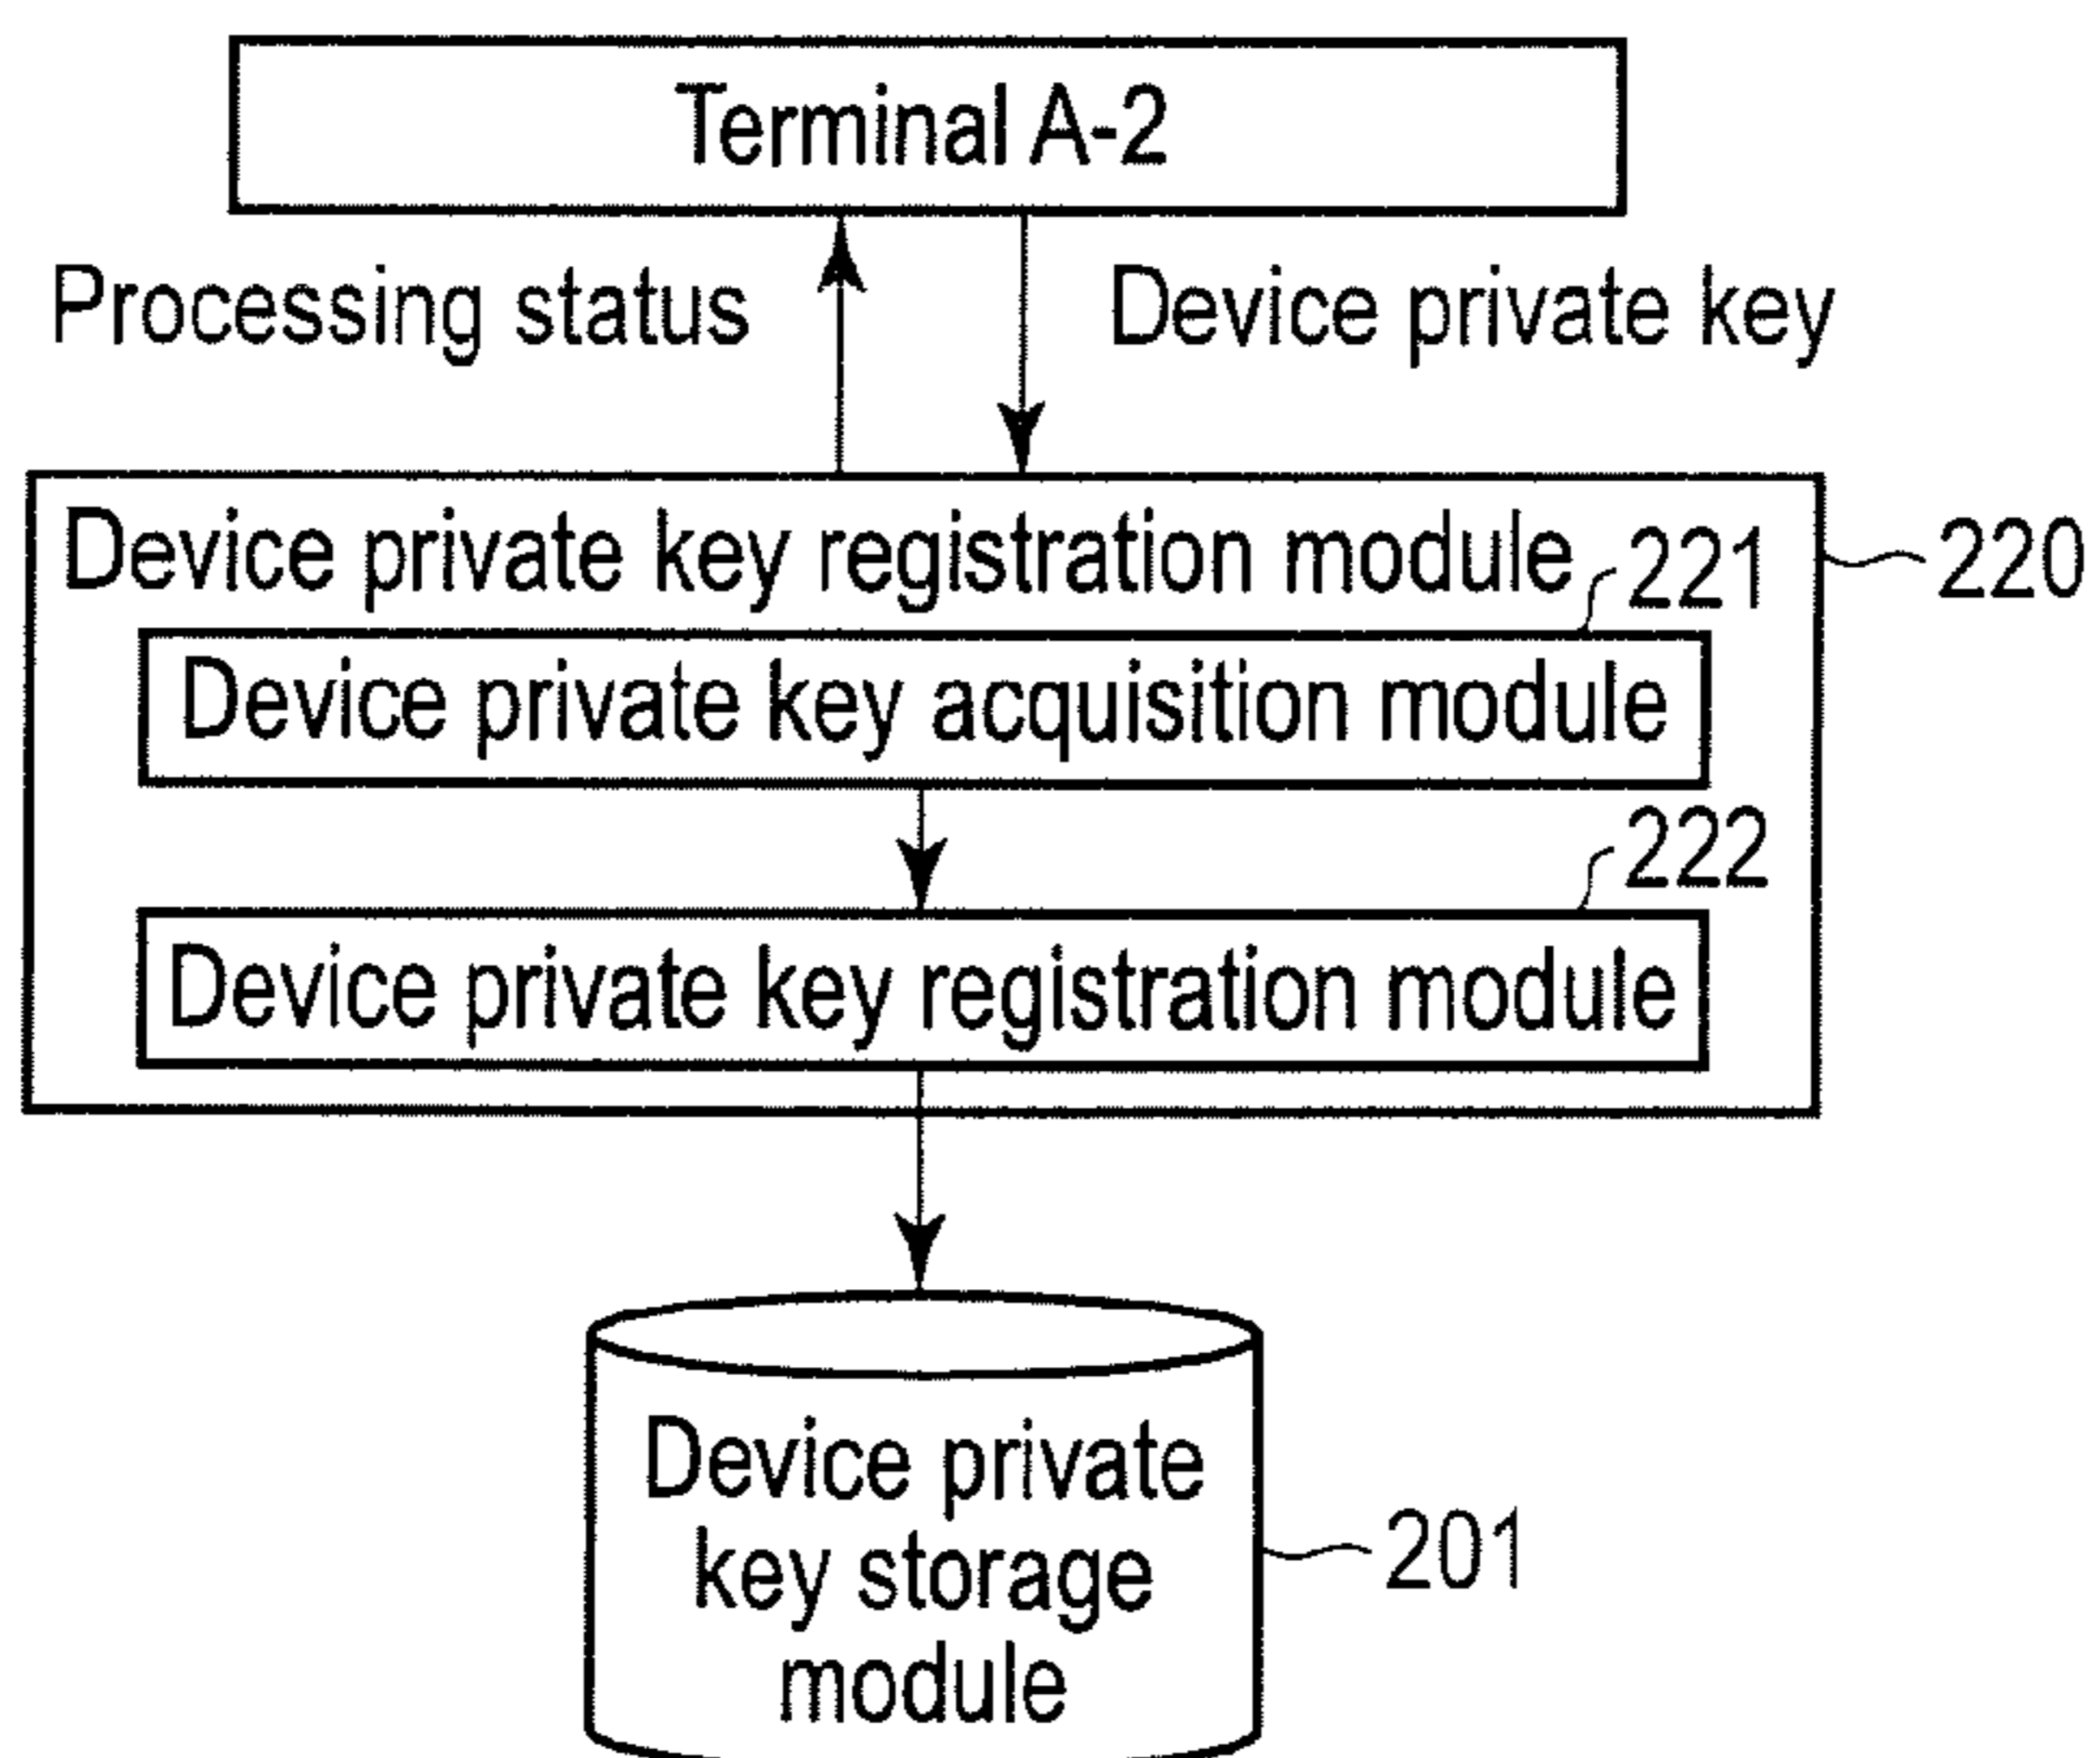 Terminal A-2
Processing status
Device private key
Device private key registration module
220
221
Device private key acquisition module
222
Device private key registration module
Device private
key storage
module
201